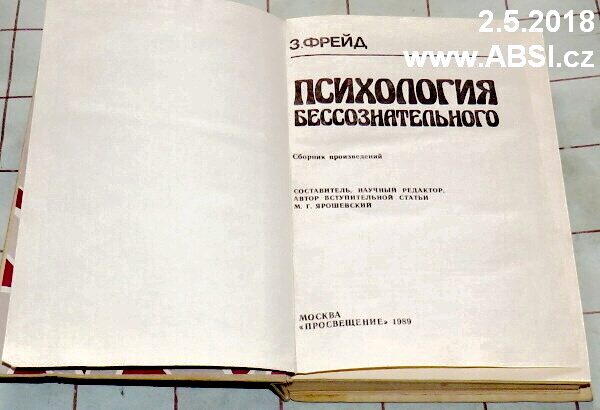 2.5.2018
www.ABSI.cz
З.ФРЕЙД
ПСИХОЛОГИЯ
БЕССОЗНАТЕЛЬНОГО
Сборник произведений
СОСТАВИТЕЛЬ, НАУЧНЫЙ РЕДАКТОР,
АВТОР ВСТУПИТЕЛЬНОЙ СТАТЬИ
М. Г. ЯРОШЕВСКИЙ
МОСКВА
«ПРОСВЕЩЕНИЕ» 1989